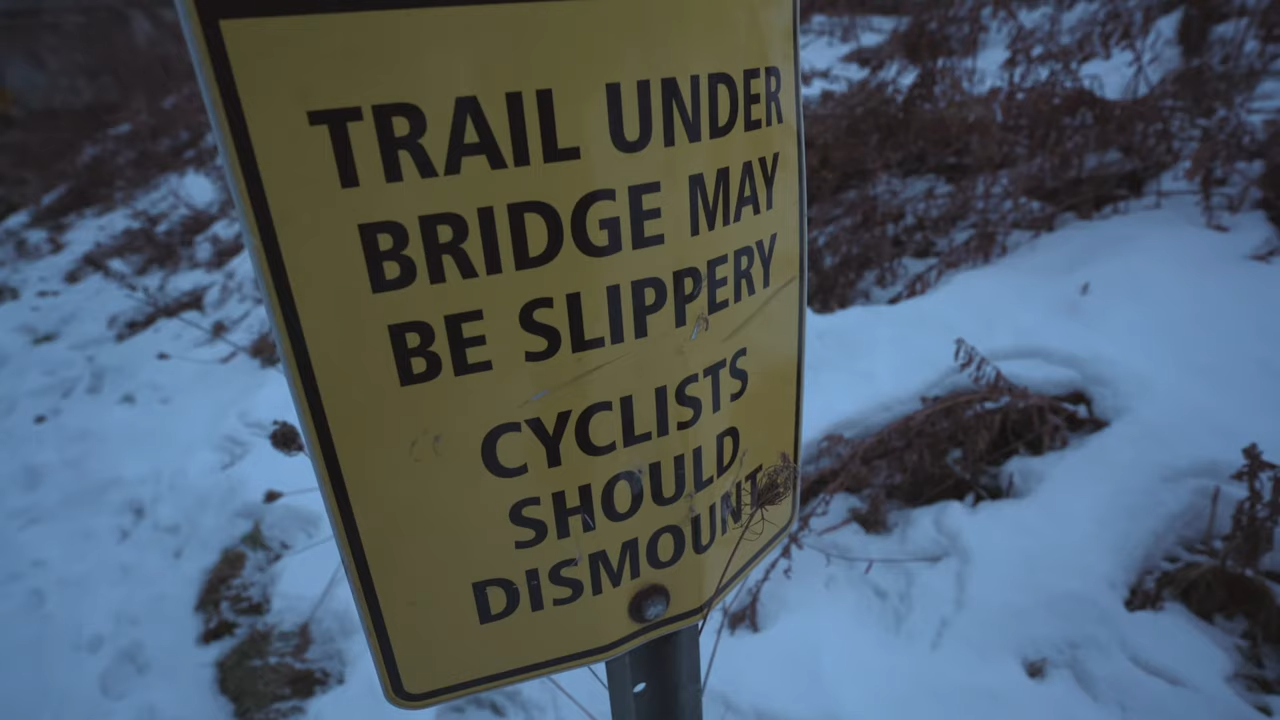 TRAIL UNDER
BRIDGE MAY
BE SLIPPERY
CYCLISTS
SHOULD
DISMOUNT